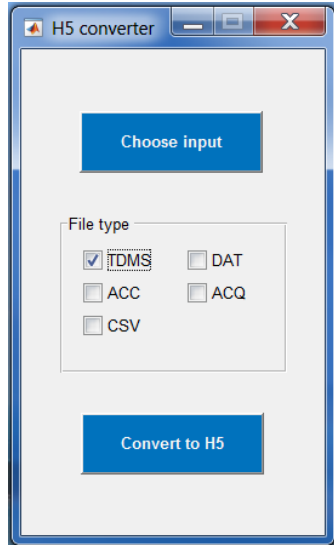 H5 converter
Choose input
File type
TDMS DAT
ACC ACQ
CSV
Convert to H5